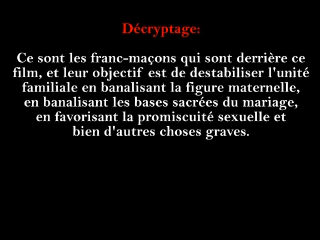 Décryptage:
Ce sont les franc-maçons qui sont derrière ce
film, et leur objectif est de destabiliser l'unité
familiale en banalisant la figure maternelle,
en banalisant les bases sacrées du mariage,
en favorisant la promiscuité sexuelle et
bien d'autres choses graves.